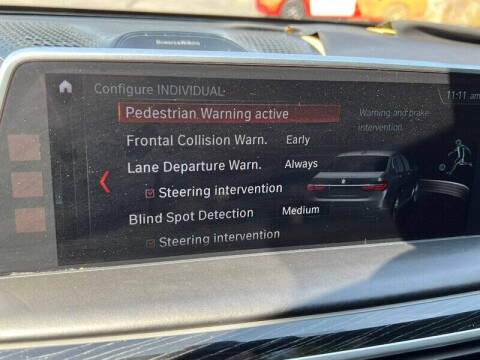 Bowers & Wilkins
Configure INDIVIDUAL:
11:11 am
Pedestrian Warning active
Warning and brake
intervention.
Frontal Collision Warn. Early
Lane Departure Warn. Always
Steering intervention
Blind Spot Detection Medium
Steering intervention